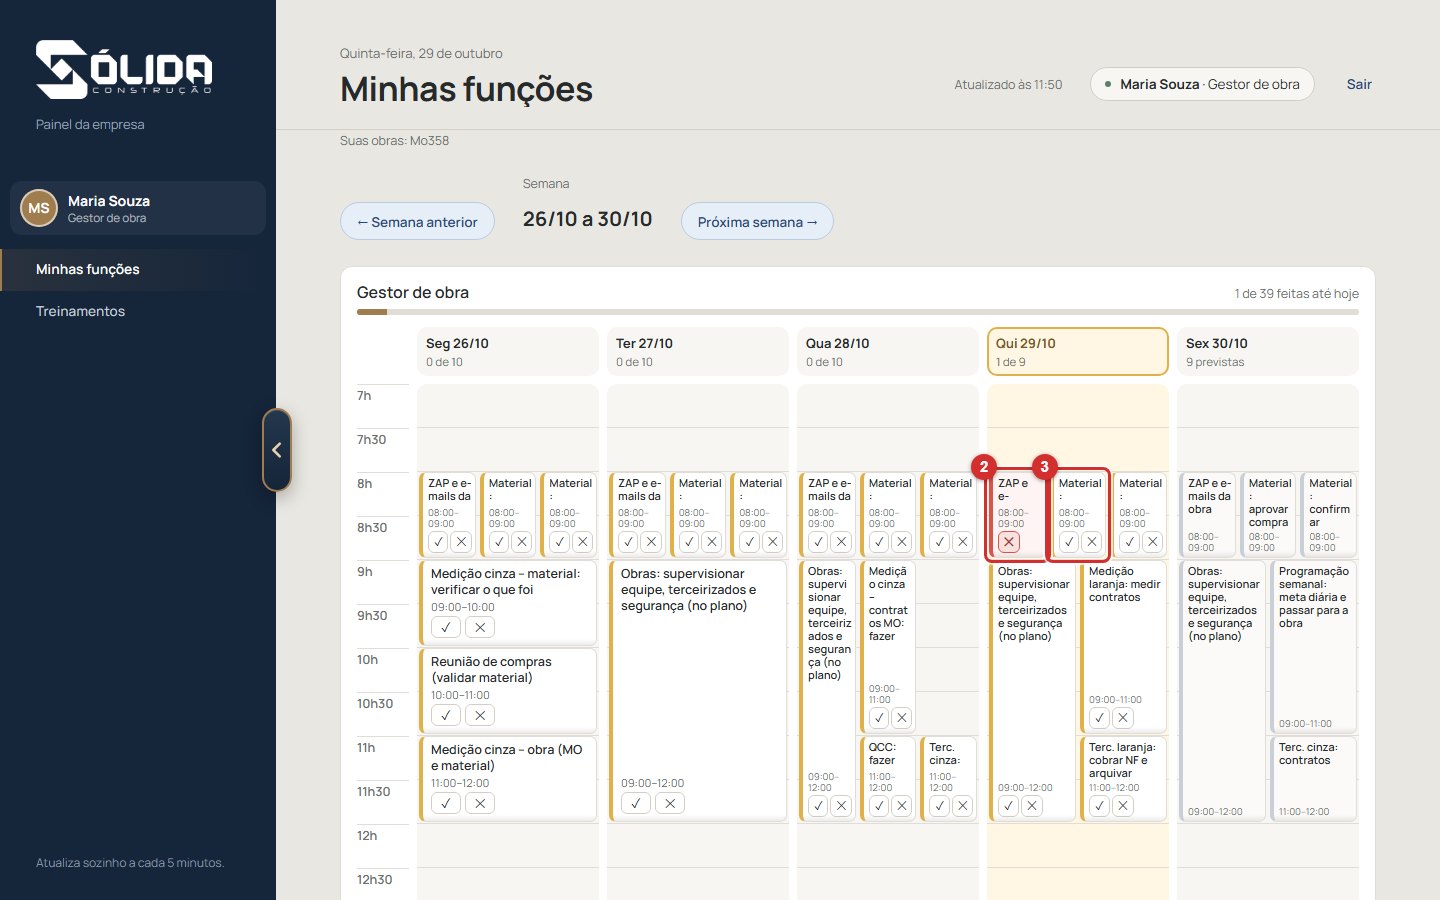 SÓLIDA
CONSTRUÇÃO
Painel da empresa
MS
Maria Souza
Gestor de obra
Minhas funções
Treinamentos
Atualiza sozinho a cada 5 minutos.
Quinta-feira, 29 de outubro
Minhas funções
Atualizado às 11:50
Maria Souza · Gestor de obra
Sair
Suas obras: Mo358
← Semana anterior
Semana
26/10 a 30/10
Próxima semana →
Gestor de obra
1 de 39 feitas até hoje
Seg 26/10
0 de 10
Ter 27/10
0 de 10
Qua 28/10
0 de 10
Qui 29/10
1 de 9
Sex 30/10
9 previstas
7h
7h30
8h
8h30
9h
9h30
10h
10h30
11h
11h30
12h
12h30
ZAP e e-
mails da
08:00–
09:00
✓ ✕
Material
:
08:00–
09:00
✓ ✕
Material
:
08:00–
09:00
✓ ✕
Medição cinza – material:
verificar o que foi
09:00–10:00
✓ ✕
Reunião de compras
(validar material)
10:00–11:00
✓ ✕
Medição cinza – obra (MO
e material)
11:00–12:00
✓ ✕
ZAP e e-
mails da
08:00–
09:00
✓ ✕
Material
:
08:00–
09:00
✓ ✕
Material
:
08:00–
09:00
✓ ✕
Obras: supervisionar
equipe, terceirizados e
segurança (no plano)
09:00–12:00
✓ ✕
ZAP e e-
mails da
08:00–
09:00
✓ ✕
Material
:
08:00–
09:00
✓ ✕
Material
:
08:00–
09:00
✓ ✕
Obras:
supervi
sionar
equipe,
terceiriz
ados e
seguran
ça (no
plano)
09:00–
12:00
✓ ✕
Mediçã
o cinza
–
contrat
os MO:
fazer
09:00–
11:00
✓ ✕
QCC:
fazer
11:00–
12:00
✓ ✕
Terc.
cinza:
11:00–
12:00
✓ ✕
2
ZAP e
e-
08:00–
09:00
✕
3
Material
:
08:00–
09:00
✓ ✕
Material
:
08:00–
09:00
✓ ✕
Obras:
supervisionar
equipe,
terceirizados
e segurança
(no plano)
09:00–12:00
✓ ✕
Medição
laranja: medir
contratos
09:00–11:00
✓ ✕
Terc. laranja:
cobrar NF e
arquivar
11:00–12:00
✓ ✕
ZAP e e-
mails da
obra
08:00–
09:00
Material
:
aprovar
compra
08:00–
09:00
Material
:
confirm
ar
08:00–
09:00
Obras:
supervisionar
equipe,
terceirizados
e segurança
(no plano)
09:00–12:00
Programação
semanal:
meta diária e
passar para a
obra
09:00–11:00
Terc. cinza:
contratos
11:00–12:00